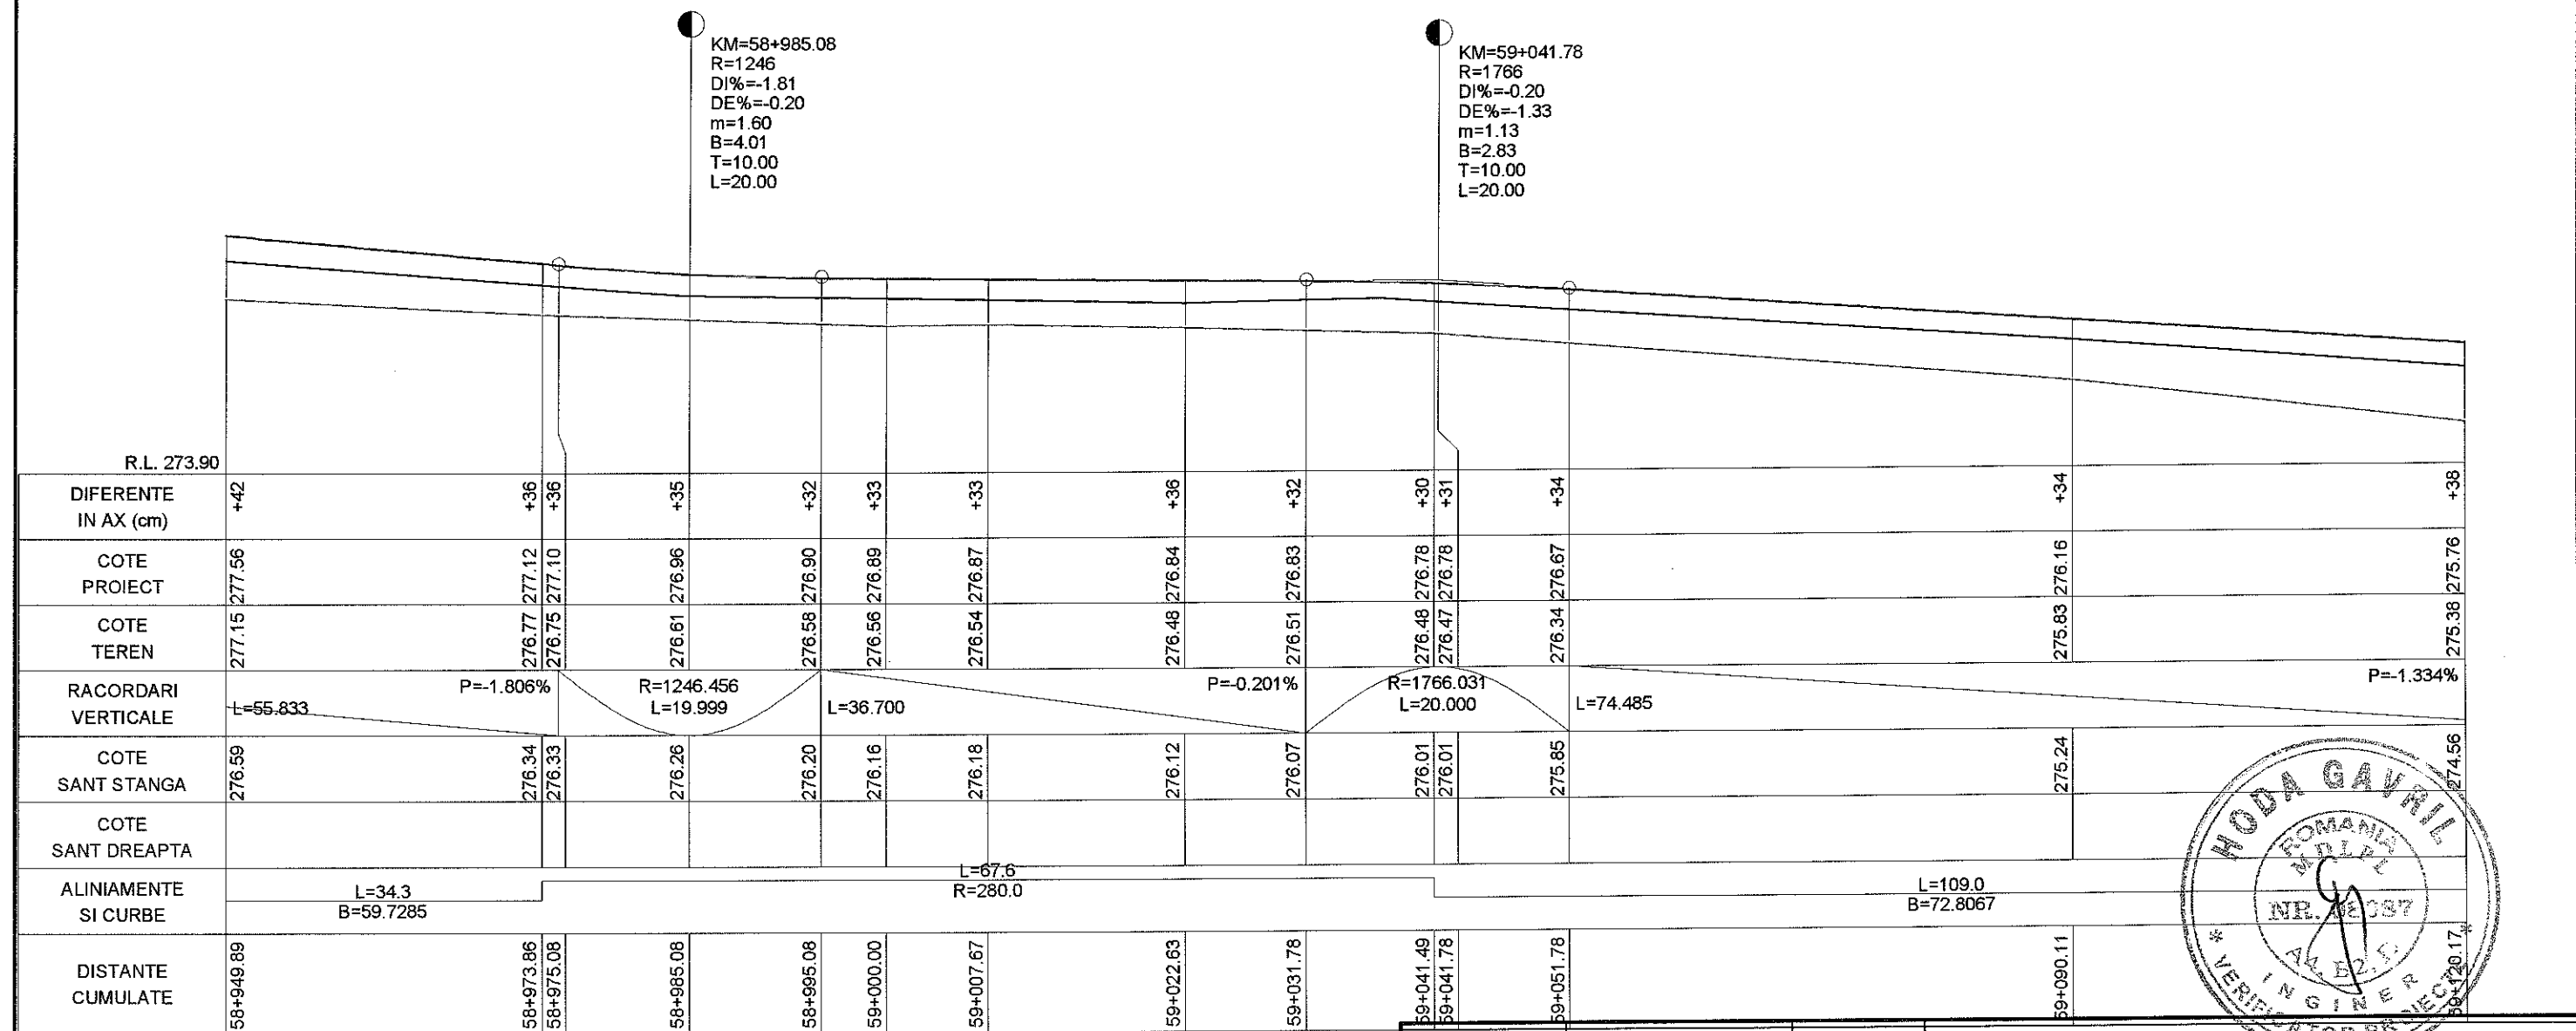 KM=58+985.08
R=1246
DI%=-1.81
DE%=-0.20
m=1.60
B=4.01
T=10.00
L=20.00
KM=59+041.78
R=1766
DI%=-0.20
DE%=-1.33
m=1.13
B=2.83
T=10.00
L=20.00
R.L. 273.90
DIFERENTE
IN AX (cm)
+42 +36 +36 +35 +32 +33 +33 +36 +32 +30 +31 +34 +34 +38
COTE
PROIECT
277.56 277.12 277.10 276.96 276.90 276.89 276.87 276.84 276.83 276.78 276.78 276.67 276.16 275.76
COTE
TEREN
277.15 276.77 276.75 276.61 276.58 276.56 276.54 276.48 276.51 276.48 276.47 276.34 275.83 275.38
RACORDARI
VERTICALE
P=-1.806% R=1246.456 P=-0.201% R=1766.031 P=-1.334%
L=55.833 L=19.999 L=36.700 L=20.000 L=74.485
COTE
SANT STANGA
276.59 276.34 276.33 276.26 276.20 276.16 276.18 276.12 276.07 276.01 276.01 275.85 275.24 274.56
COTE
SANT DREAPTA
ALINIAMENTE
SI CURBE
L=34.3 L=67.6 L=109.0
B=59.7285 R=280.0 B=72.8067
DISTANTE
CUMULATE
58+949.89 58+973.86 58+975.08 58+985.08 58+995.08 59+000.00 59+007.67 59+022.63 59+031.78 59+041.49 59+041.78 59+051.78 59+090.11 59+120.17
HODA GAVRIL
ROMANIA
M.D.L.P.L
NR.
INGINER